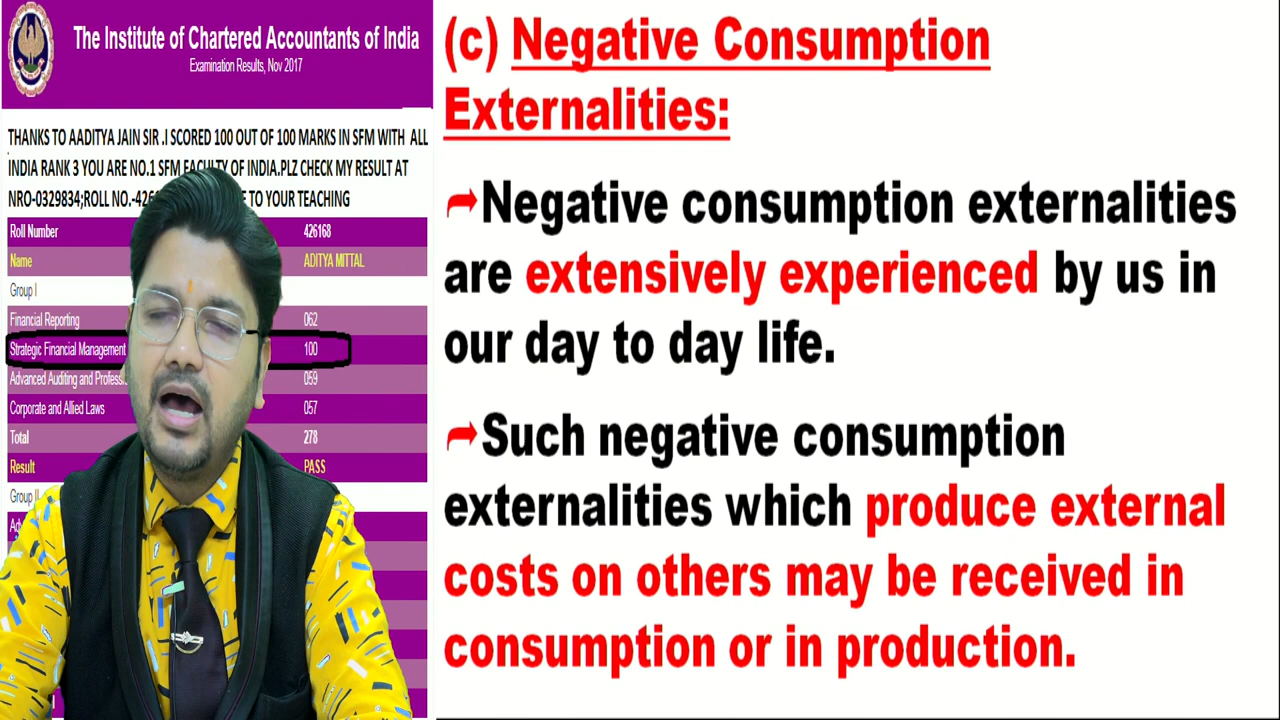 The Institute of Chartered Accountants of India
Examination Results, Nov 2017
THANKS TO AADITYA JAIN SIR .I SCORED 100 OUT OF 100 MARKS IN SFM WITH ALL
INDIA RANK 3 YOU ARE NO.1 SFM FACULTY OF INDIA.PLZ CHECK MY RESULT AT
NRO-0329834;ROLL NO.-426 TO YOUR TEACHING
Roll Number 426168
Name ADITYA MITTAL
Group I
Financial Reporting 062
Strategic Financial Management 100
Advanced Auditing and 059
Corporate and Allied Laws 057
Total 278
Result PASS
Group
(c) Negative Consumption
Externalities:
Negative consumption externalities
are extensively experienced by us in
our day to day life.
Such negative consumption
externalities which produce external
costs on others may be received in
consumption or in production.